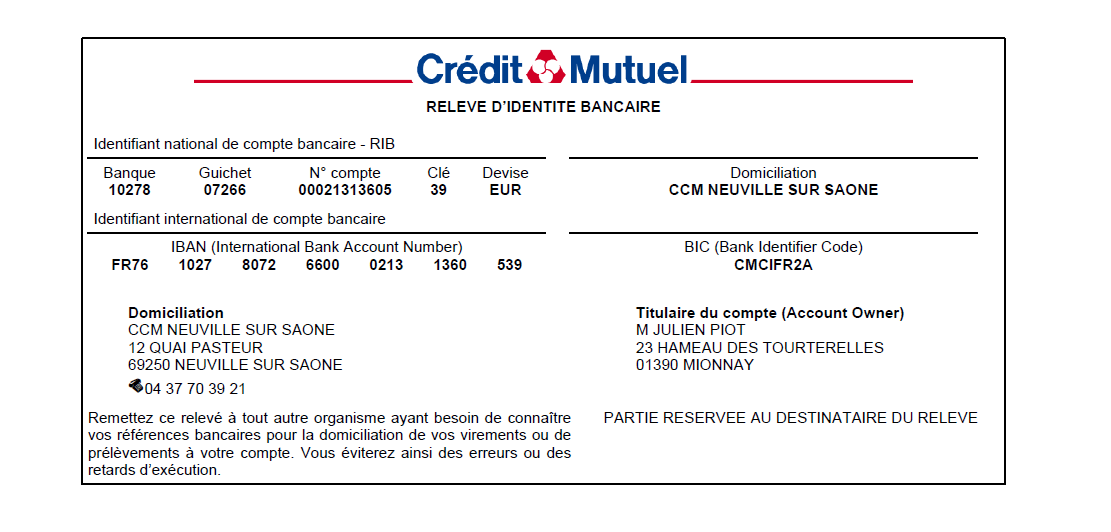 Crédit Mutuel
RELEVE D'IDENTITE BANCAIRE
Identifiant national de compte bancaire - RIB
Banque Guichet N° compte Clé Devise Domiciliation
10278 07266 00021313605 39 EUR CCM NEUVILLE SUR SAONE
Identifiant international de compte bancaire
IBAN (International Bank Account Number) BIC (Bank Identifier Code)
FR76 1027 8072 6600 0213 1360 539 CMCIFR2A
Domiciliation
CCM NEUVILLE SUR SAONE
12 QUAI PASTEUR
69250 NEUVILLE SUR SAONE
04 37 70 39 21
Titulaire du compte (Account Owner)
M JULIEN PIOT
23 HAMEAU DES TOURTERELLES
01390 MIONNAY
Remettez ce relevé à tout autre organisme ayant besoin de connaître
vos références bancaires pour la domiciliation de vos virements ou de
prélèvements à votre compte. Vous éviterez ainsi des erreurs ou des
retards d'exécution.
PARTIE RESERVEE AU DESTINATAIRE DU RELEVE